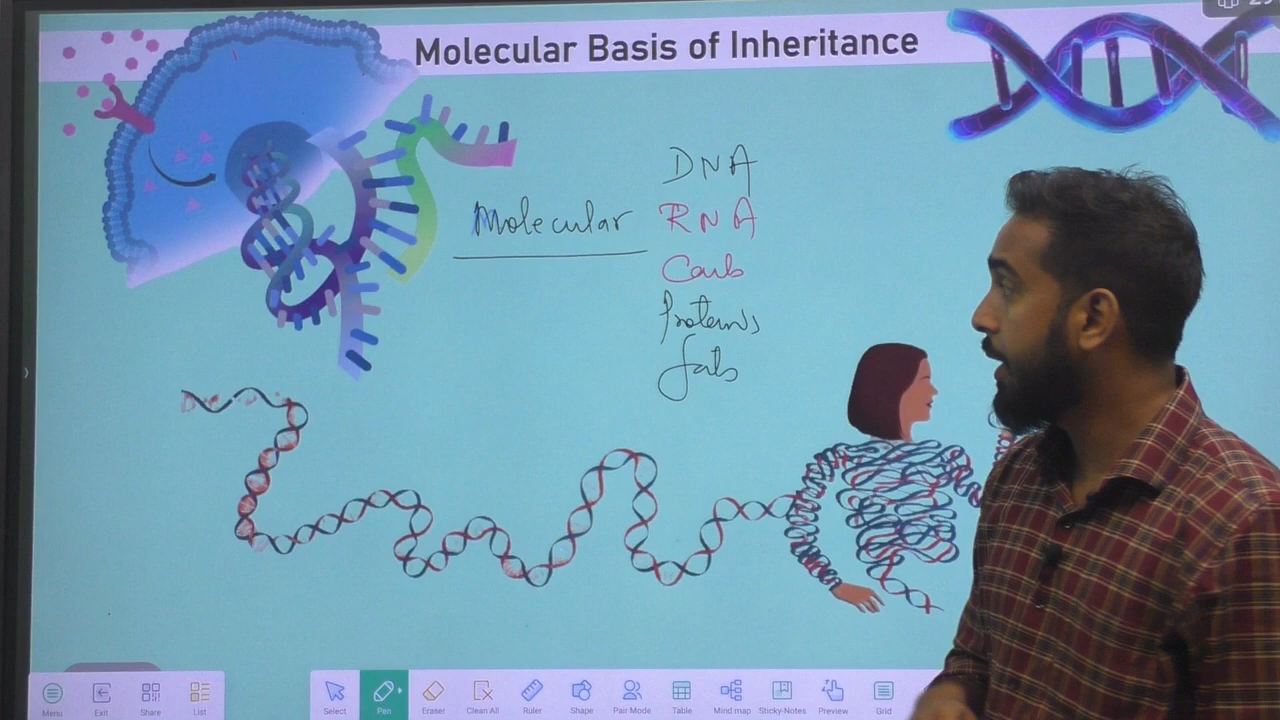 Molecular Basis of Inheritance
DNA
Molecular
RNA
Carb
Proteins
fats
Menu
Exit
Share
List
Select
Pen
Eraser
Clean All
Ruler
Shape
Pair Mode
Table
Mind map
Sticky-Notes
Preview
Grid